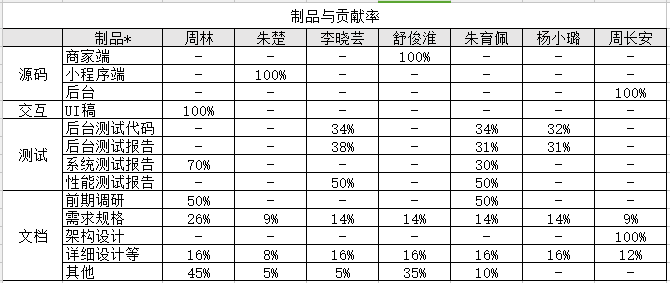 制品与贡献率
制品* 周林 朱楚 李晓芸 舒俊淮 朱育佩 杨小璐 周长安
源码 商家端 – – – 100% – – –
小程序端 – 100% – – – – –
后台 – – – – – – 100%
交互 UI稿 100% – – – – – –
测试 后台测试代码 – – 34% – 34% 32% –
后台测试报告 – – 38% – 31% 31% –
系统测试报告 70% – – – 30% – –
性能测试报告 – – 50% – 50% – –
文档 前期调研 50% – – – 50% – –
需求规格 26% 9% 14% 14% 14% 14% 9%
架构设计 – – – – – – 100%
详细设计等 16% 8% 16% 16% 16% 16% 12%
其他 45% 5% 5% 35% 10% – –